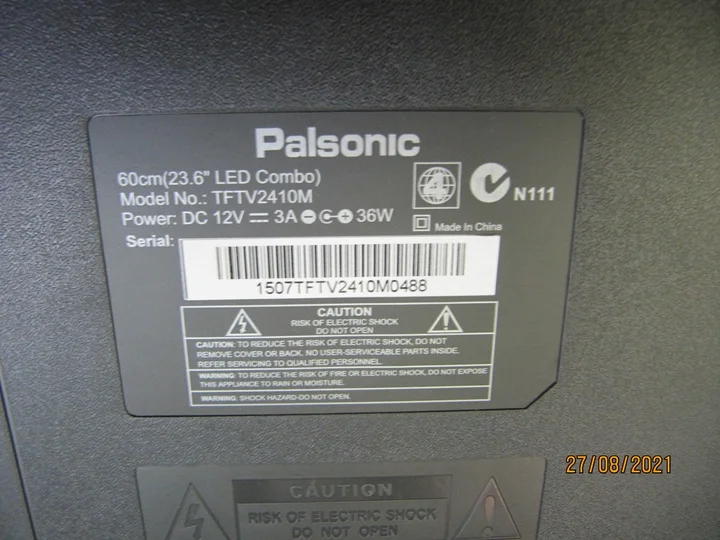 Palsonic
60cm(23.6" LED Combo)
Model No.: TFTV2410M
Power: DC 12V ⎓ 3A 36W
4
N111
Made In China
Serial:
1507TFTV2410M0488
CAUTION
RISK OF ELECTRIC SHOCK
DO NOT OPEN
CAUTION: TO REDUCE THE RISK OF ELECTRIC SHOCK, DO NOT
REMOVE COVER OR BACK. NO USER-SERVICEABLE PARTS INSIDE.
REFER SERVICING TO QUALIFIED PERSONNEL.
WARNING: TO REDUCE THE RISK OF FIRE OR ELECTRIC SHOCK, DO NOT EXPOSE
THIS APPLIANCE TO RAIN OR MOISTURE.
WARNING: SHOCK HAZARD-DO NOT OPEN.
27/08/2021
CAUTION
RISK OF ELECTRIC SHOCK
DO NOT OPEN